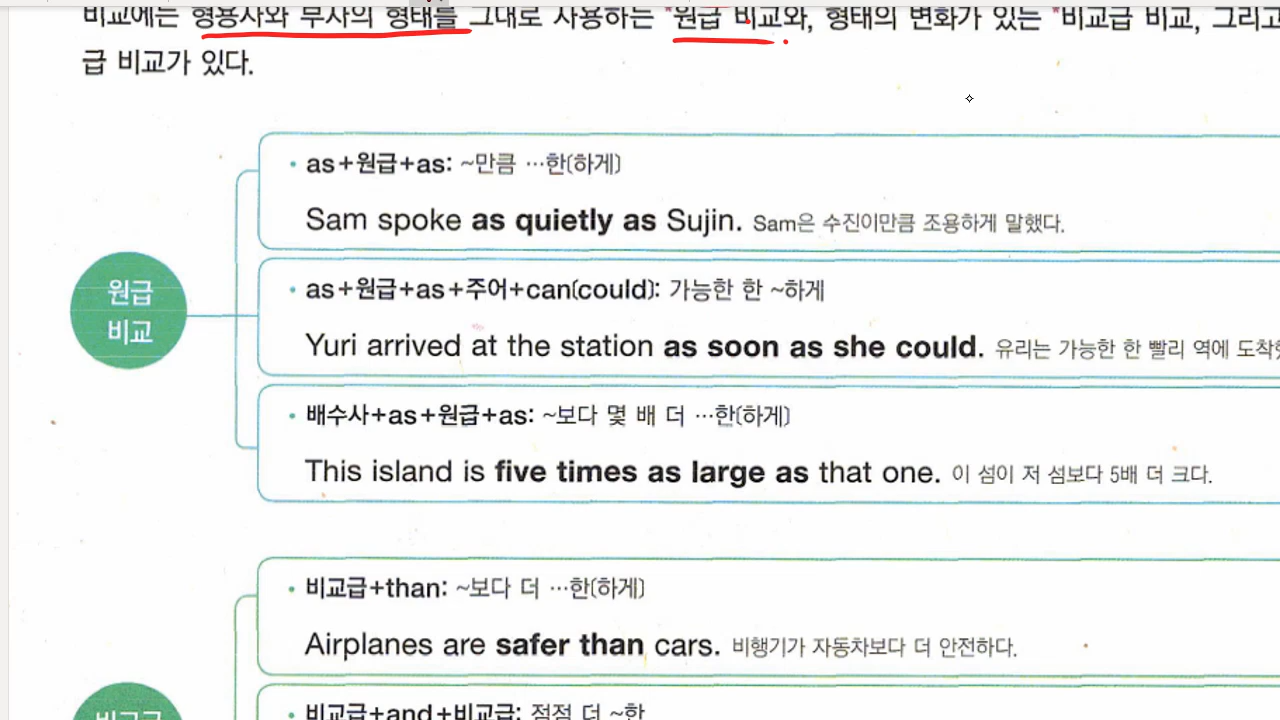 비교에는 형용사와 부사의 형태를 그대로 사용하는 *원급 비교와, 형태의 변화가 있는 *비교급 비교, 그리고
급 비교가 있다.
• as+원급+as: ~만큼 …한(하게)
Sam spoke as quietly as Sujin. Sam은 수진이만큼 조용하게 말했다.
원급
비교
• as+원급+as+주어+can(could): 가능한 한 ~하게
Yuri arrived at the station as soon as she could. 유리는 가능한 한 빨리 역에 도착
• 배수사+as+원급+as: ~보다 몇 배 더 …한(하게)
This island is five times as large as that one. 이 섬이 저 섬보다 5배 더 크다.
• 비교급+than: ~보다 더 …한(하게)
Airplanes are safer than cars. 비행기가 자동차보다 더 안전하다.
비교급
• 비교급+and+비교급: 점점 더 ~한